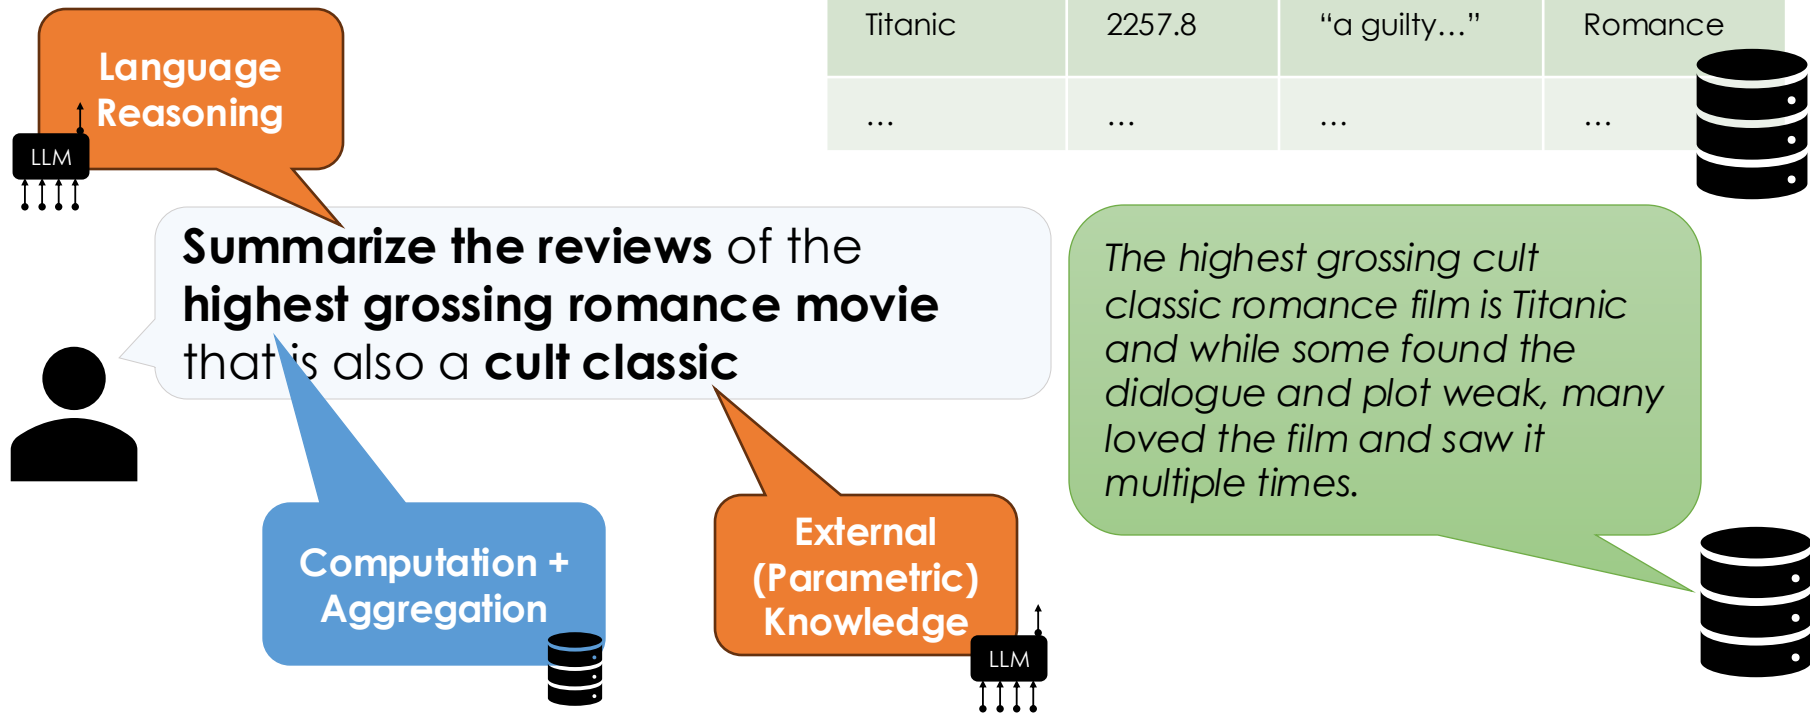 Titanic 2257.8 “a guilty…” Romance
… … … …
Language
Reasoning
LLM
Summarize the reviews of the
highest grossing romance movie
that is also a cult classic
The highest grossing cult
classic romance film is Titanic
and while some found the
dialogue and plot weak, many
loved the film and saw it
multiple times.
Computation +
Aggregation
External
(Parametric)
Knowledge
LLM